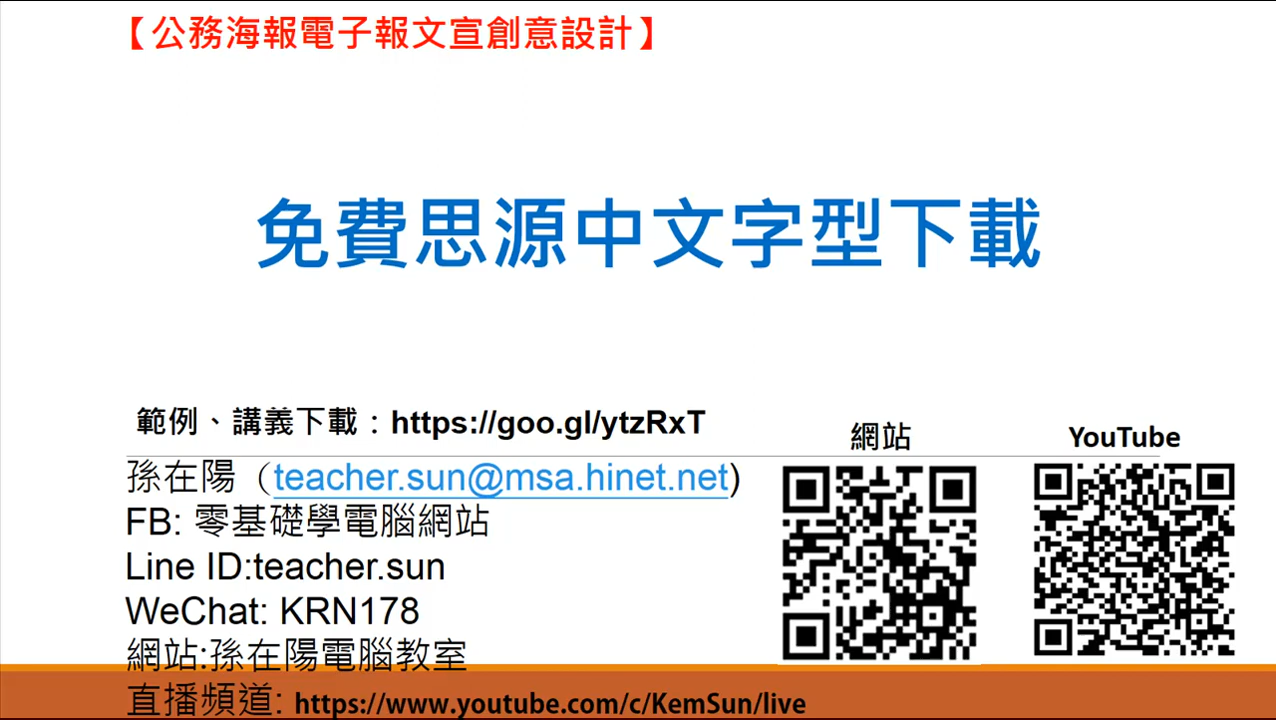 【公務海報電子報文宣創意設計】
免費思源中文字型下載
範例、講義下載：https://goo.gl/ytzRxT
網站
YouTube
孫在陽（teacher.sun@msa.hinet.net)
FB: 零基礎學電腦網站
Line ID:teacher.sun
WeChat: KRN178
網站:孫在陽電腦教室
直播頻道: https://www.youtube.com/c/KemSun/live